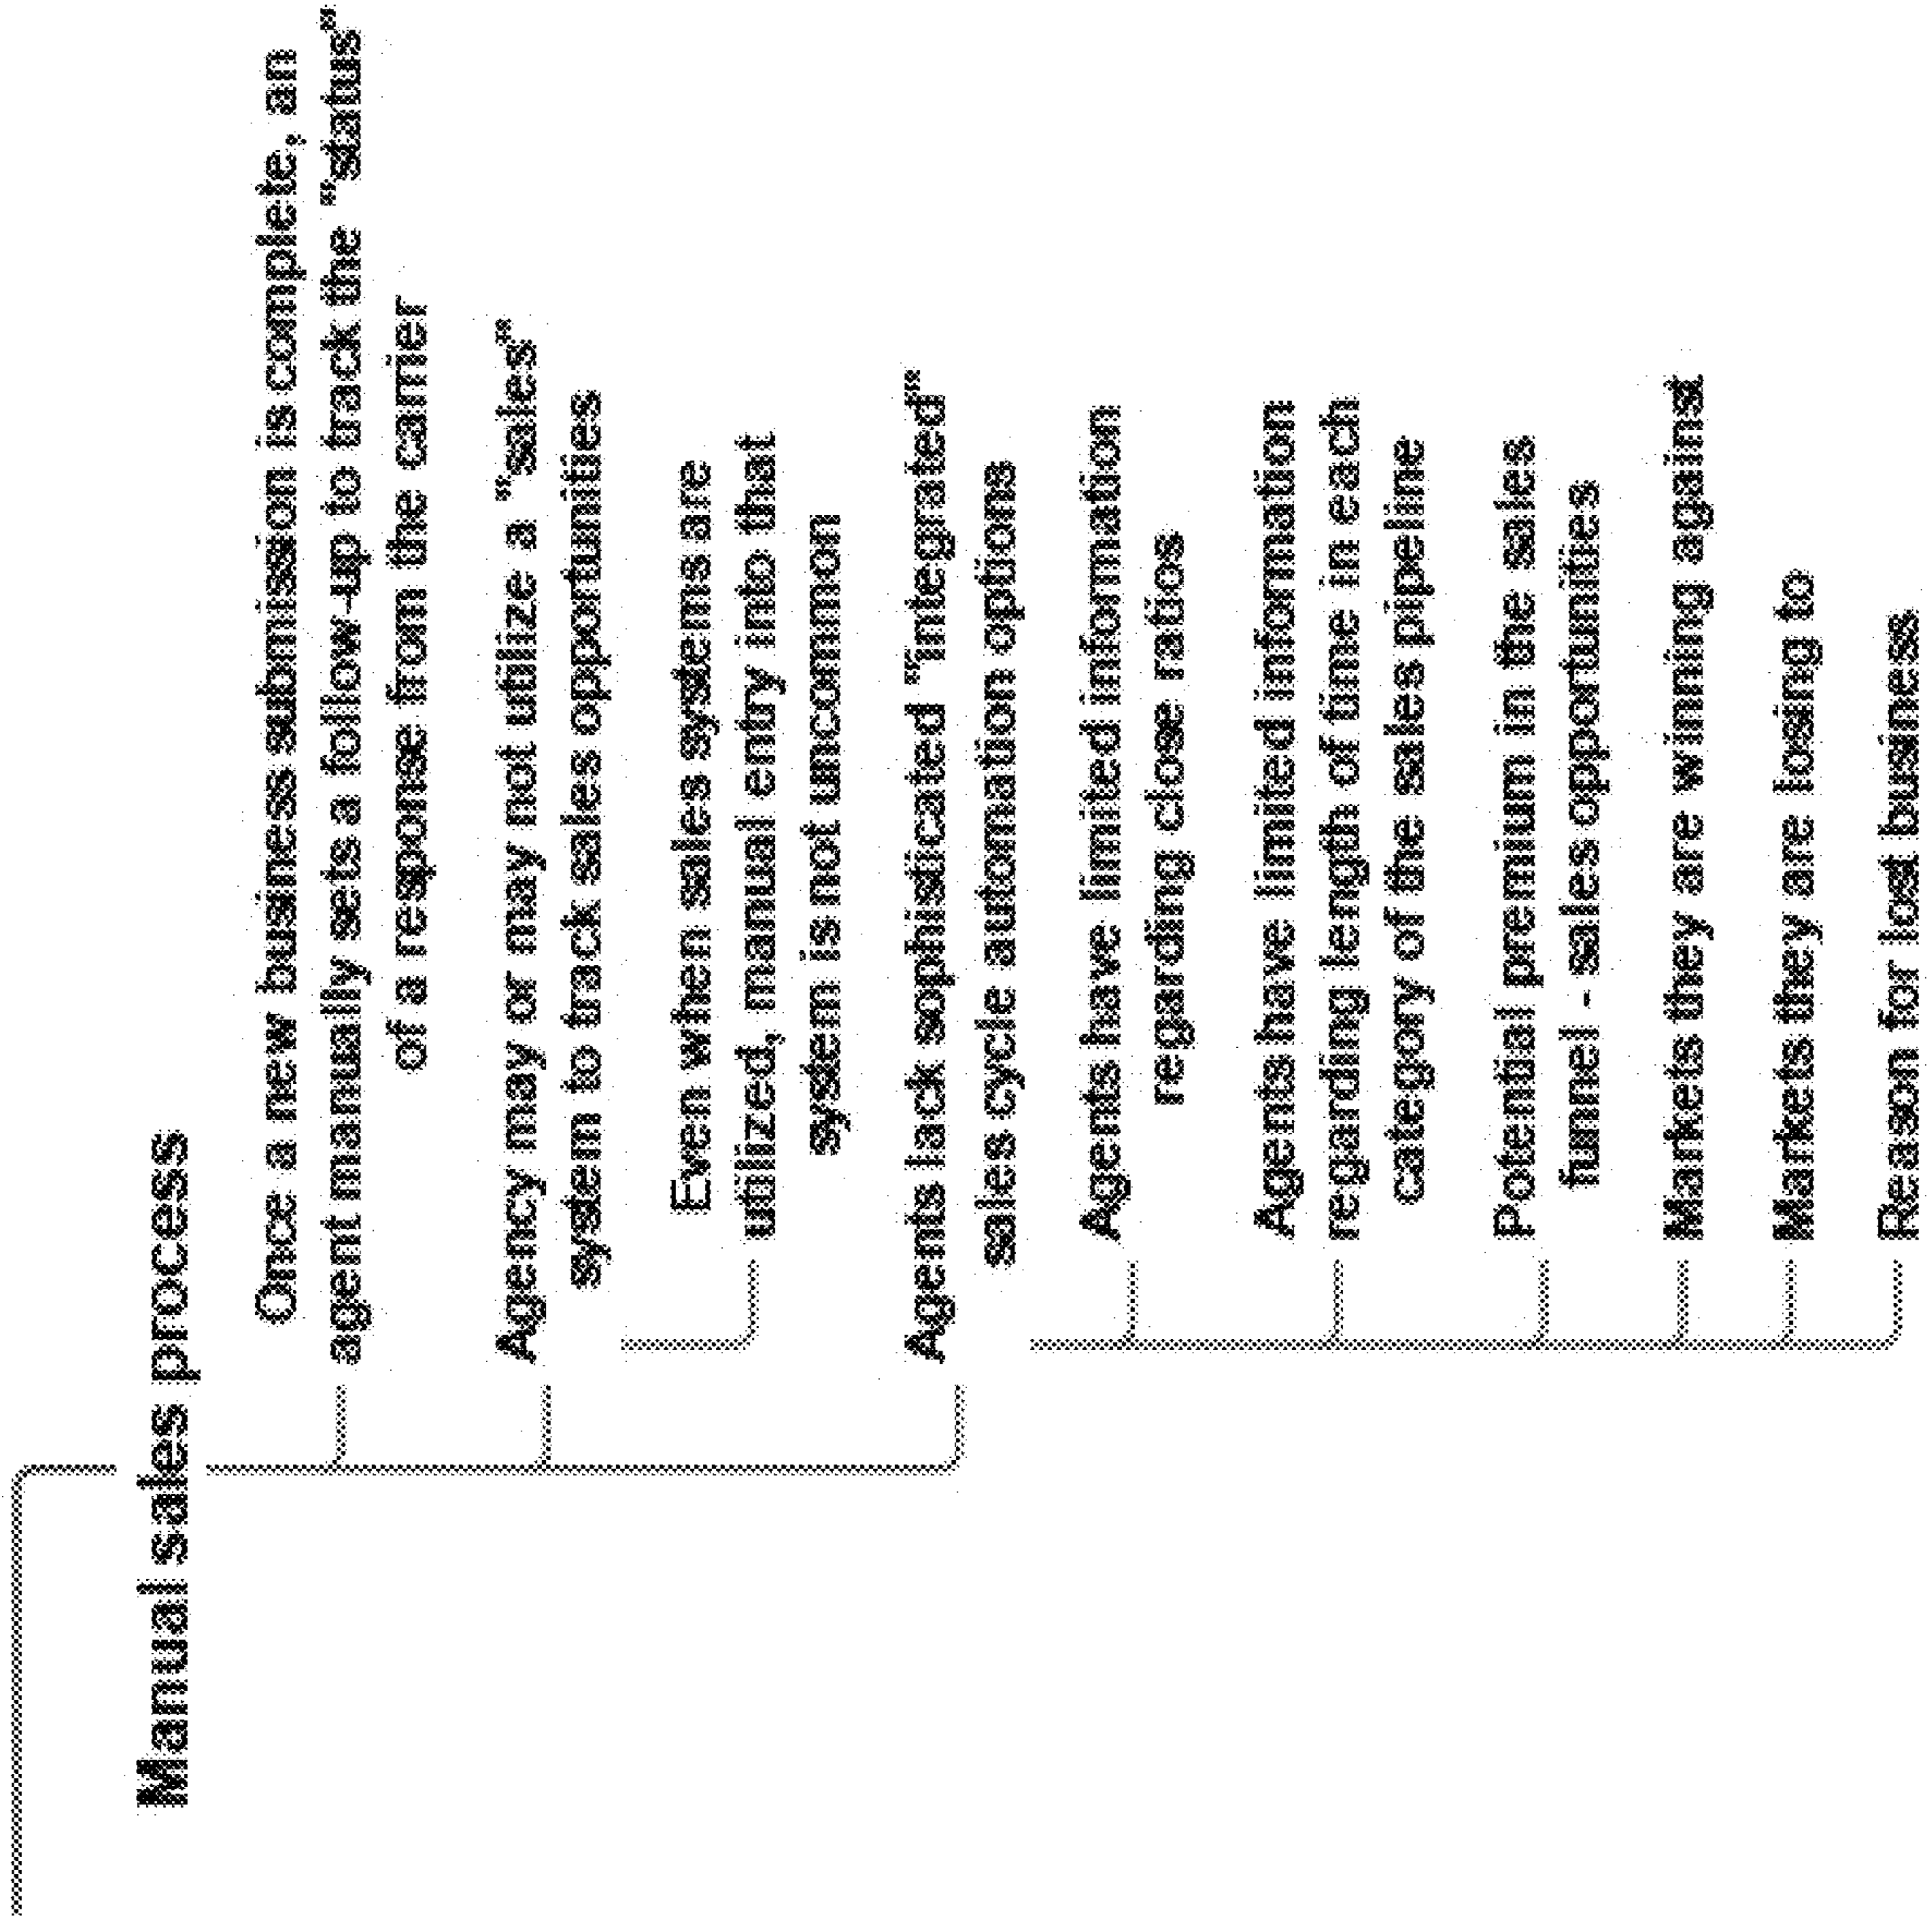 Manual sales process
Once a new business submission is complete, an
agent manually sets a follow-up to track the "status"
of a response from the carrier
Agency may or may not utilize a "sales"
system to track sales opportunities
Even when sales systems are
utilized, manual entry into that
system is not uncommon
Agents lack sophisticated "integrated"
sales cycle automation options
Agents have limited information
regarding close ratios
Agents have limited information
regarding length of time in each
category of the sales pipeline
Potential premium in the sales
funnel - sales opportunities
Markets they are winning against
Markets they are losing to
Reason for lost business